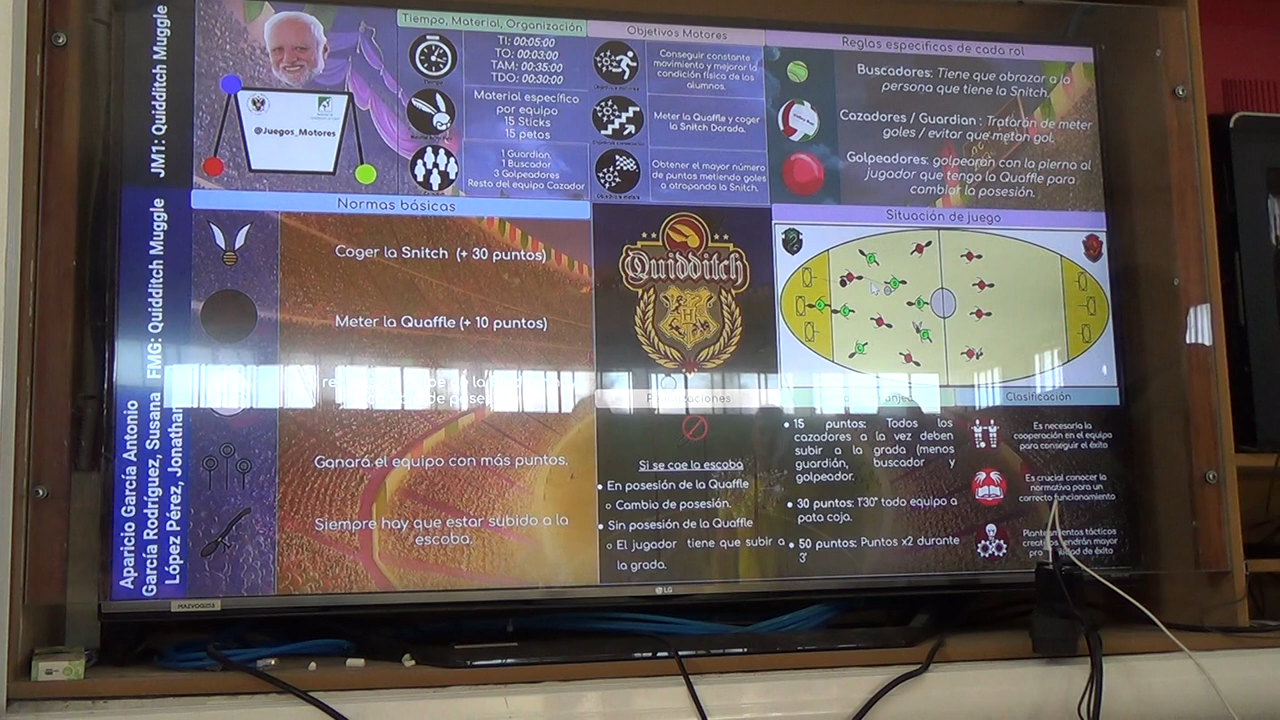 JM1: Quidditch Muggle
FMG: Quidditch Muggle
Aparicio García Antonio
García Rodríguez, Susana
López Pérez, Jonathan
@Juegos_Motores
Tiempo, Material, Organización
TI: 00:05:00
TO: 00:03:00
TAM: 00:35:00
TDO: 00:30:00
Material específico
por equipo
15 Sticks
15 petos
1 Guardian
1 Buscador
3 Golpeadores
Resto del equipo Cazador
Objetivos Motores
Conseguir constante
movimiento y mejorar la
condición física de los
alumnos.
Meter la Quaffle y coger
la Snitch Dorada.
Obtener el mayor número
de puntos metiendo goles
o atrapando la Snitch.
Reglas específicas de cada rol
Buscadores: Tiene que abrazar a la
persona que tiene la Snitch.
Cazadores / Guardian : Tratarán de meter
goles / evitar que metan gol.
Golpeadores: golpearán con la pierna al
jugador que tenga la Quaffle para
cambiar la posesión.
Normas básicas
Coger la Snitch (+ 30 puntos)
Meter la Quaffle (+ 10 puntos)
Ganará el equipo con más puntos.
Siempre hay que estar subido a la
escoba.
Quidditch
H
Situación de juego
Si se cae la escoba
• En posesión de la Quaffle
o Cambio de posesión.
• Sin posesión de la Quaffle
o El jugador tiene que subir a
la grada.
• 15 puntos: Todos los
cazadores a la vez deben
subir a la grada (menos
guardián, buscador y
golpeador.
• 30 puntos: T'30" todo equipo a
pata coja.
• 50 puntos: Puntos x2 durante
3'
Clasificación
Es necesaria la
cooperación en el equipo
para conseguir el éxito
Es crucial conocer la
normativa para un
correcto funcionamiento
tácticos
mayor
de éxito
LG